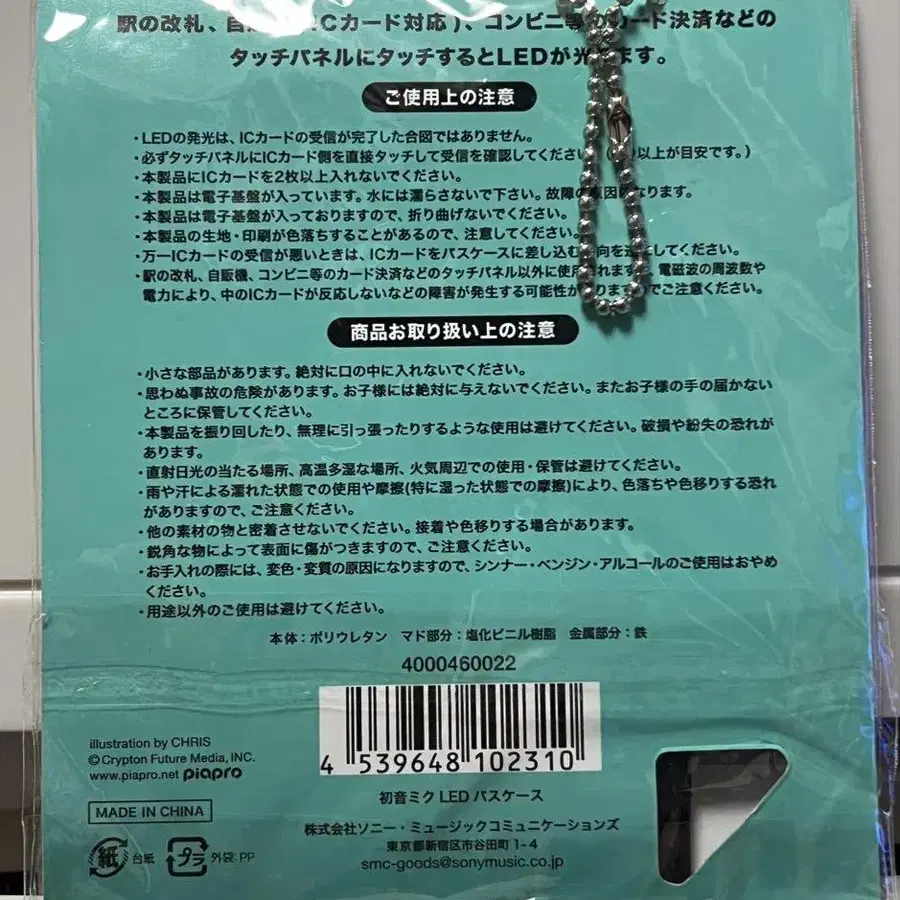 駅の改札、自 ICカード対応)、コンビニ等 カード決済などの
タッチパネルにタッチするとLEDが光 ます。
ご使用上の注意
・LEDの発光は、ICカードの受信が完了した合図ではありません。
・必ずタッチパネルにICカード側を直接タッチして受信を確認してください 以上が目安です。)
・本製品にICカードを2枚以上入れないでください。
・本製品は電子基盤が入っています。水には濡らさないで下さい。故障 原因 なります。
・本製品は電子基盤が入っておりますので、折り曲げないでください。
・本製品の生地・印刷が色落ちすることがあるので、注意してください。
・万一ICカードの受信が悪いときは、ICカードをパスケースに差し込む 向を してください。
・駅の改札、自販機、コンビニ等のカード決済などのタッチパネル以外に使 されます 電磁波の周波数や
電力により、中のICカードが反応しないなどの障害が発生する可能性が でご注意ください。
商品お取り扱い上の注意
・小さな部品があります。絶対に口の中に入れないでください。
・思わぬ事故の危険があります。お子様には絶対に与えないでください。またお子様の手の届かない
ところに保管してください。
・本製品を振り回したり、無理に引っ張ったりするような使用は避けてください。破損や紛失の恐れが
あります。
・直射日光の当たる場所、高温多湿な場所、火気周辺での使用・保管は避けてください。
・雨や汗による濡れた状態での使用や摩擦(特に湿った状態での摩擦)により、色落ちや色移りする恐れ
がありますので、ご注意ください。
・他の素材の物と密着させないでください。接着や色移りする場合があります。
・鋭角な物によって表面に傷がつきますので、ご注意ください。
・お手入れの際には、変色・変質の原因になりますので、シンナー・ベンジン・アルコールのご使用はおやめ
ください。
・用途以外のご使用は避けてください。
本体:ポリウレタン マド部分:塩化ビニル樹脂 金属部分:鉄
4000460022
4 539648 102310
illustration by CHRIS
© Crypton Future Media, INC.
www.piapro.net piapro
MADE IN CHINA
紙 台紙 プラ 外袋:PP
初音ミク LED パスケース
株式会社ソニー・ミュージックコミュニケーションズ
東京都新宿区市谷田町1-4
smc-goods@sonymusic.co.jp